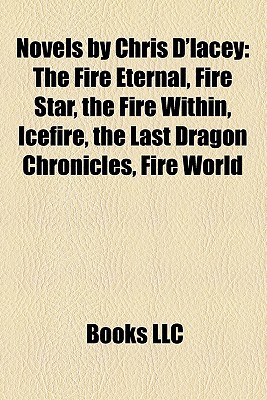 Novels by Chris D'lacey:
The Fire Eternal, Fire
Star, the Fire Within,
Icefire, the Last Dragon
Chronicles, Fire World
Books LLC